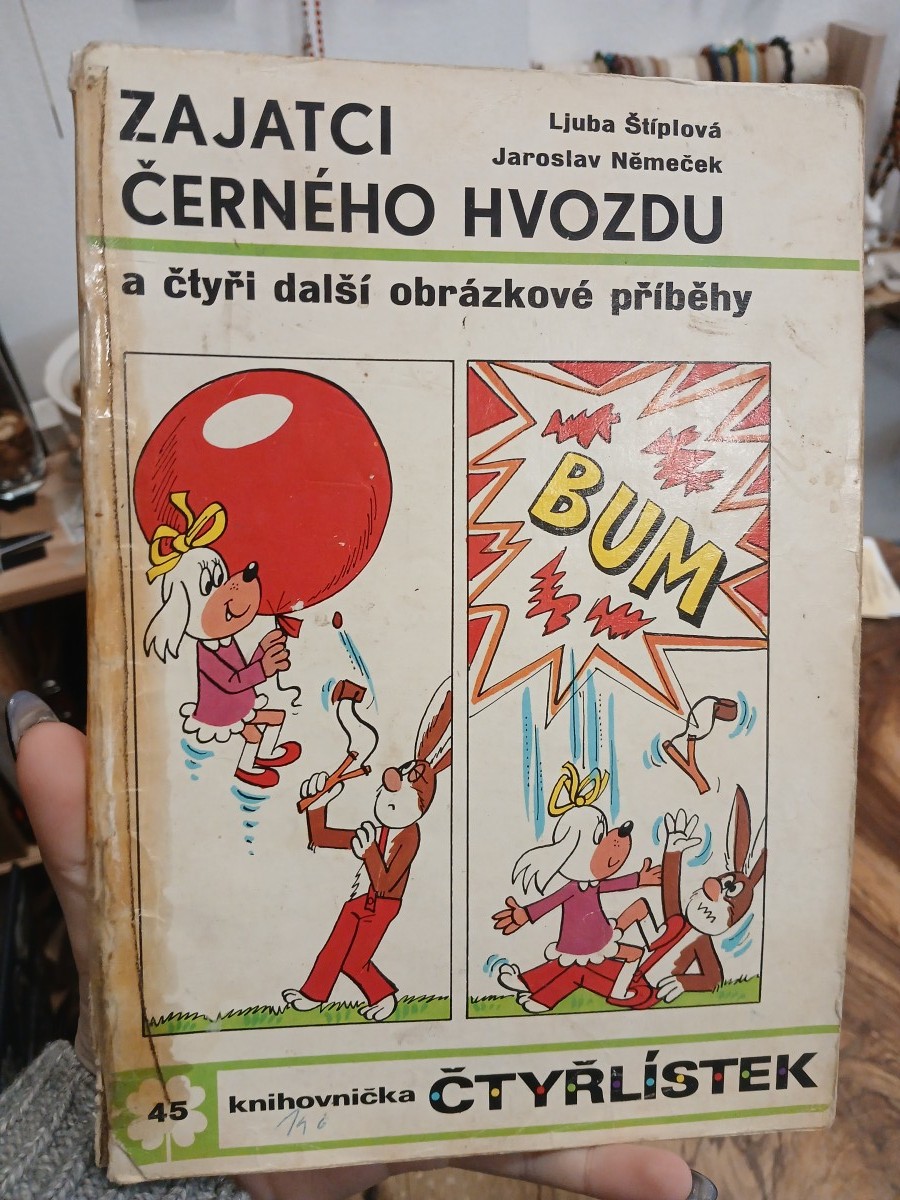 ZAJATCI
ČERNÉHO HVOZDU
Ljuba Štíplová
Jaroslav Němeček
a čtyři další obrázkové příběhy
BUM
45
knihovnička ČTYŘLÍSTEK